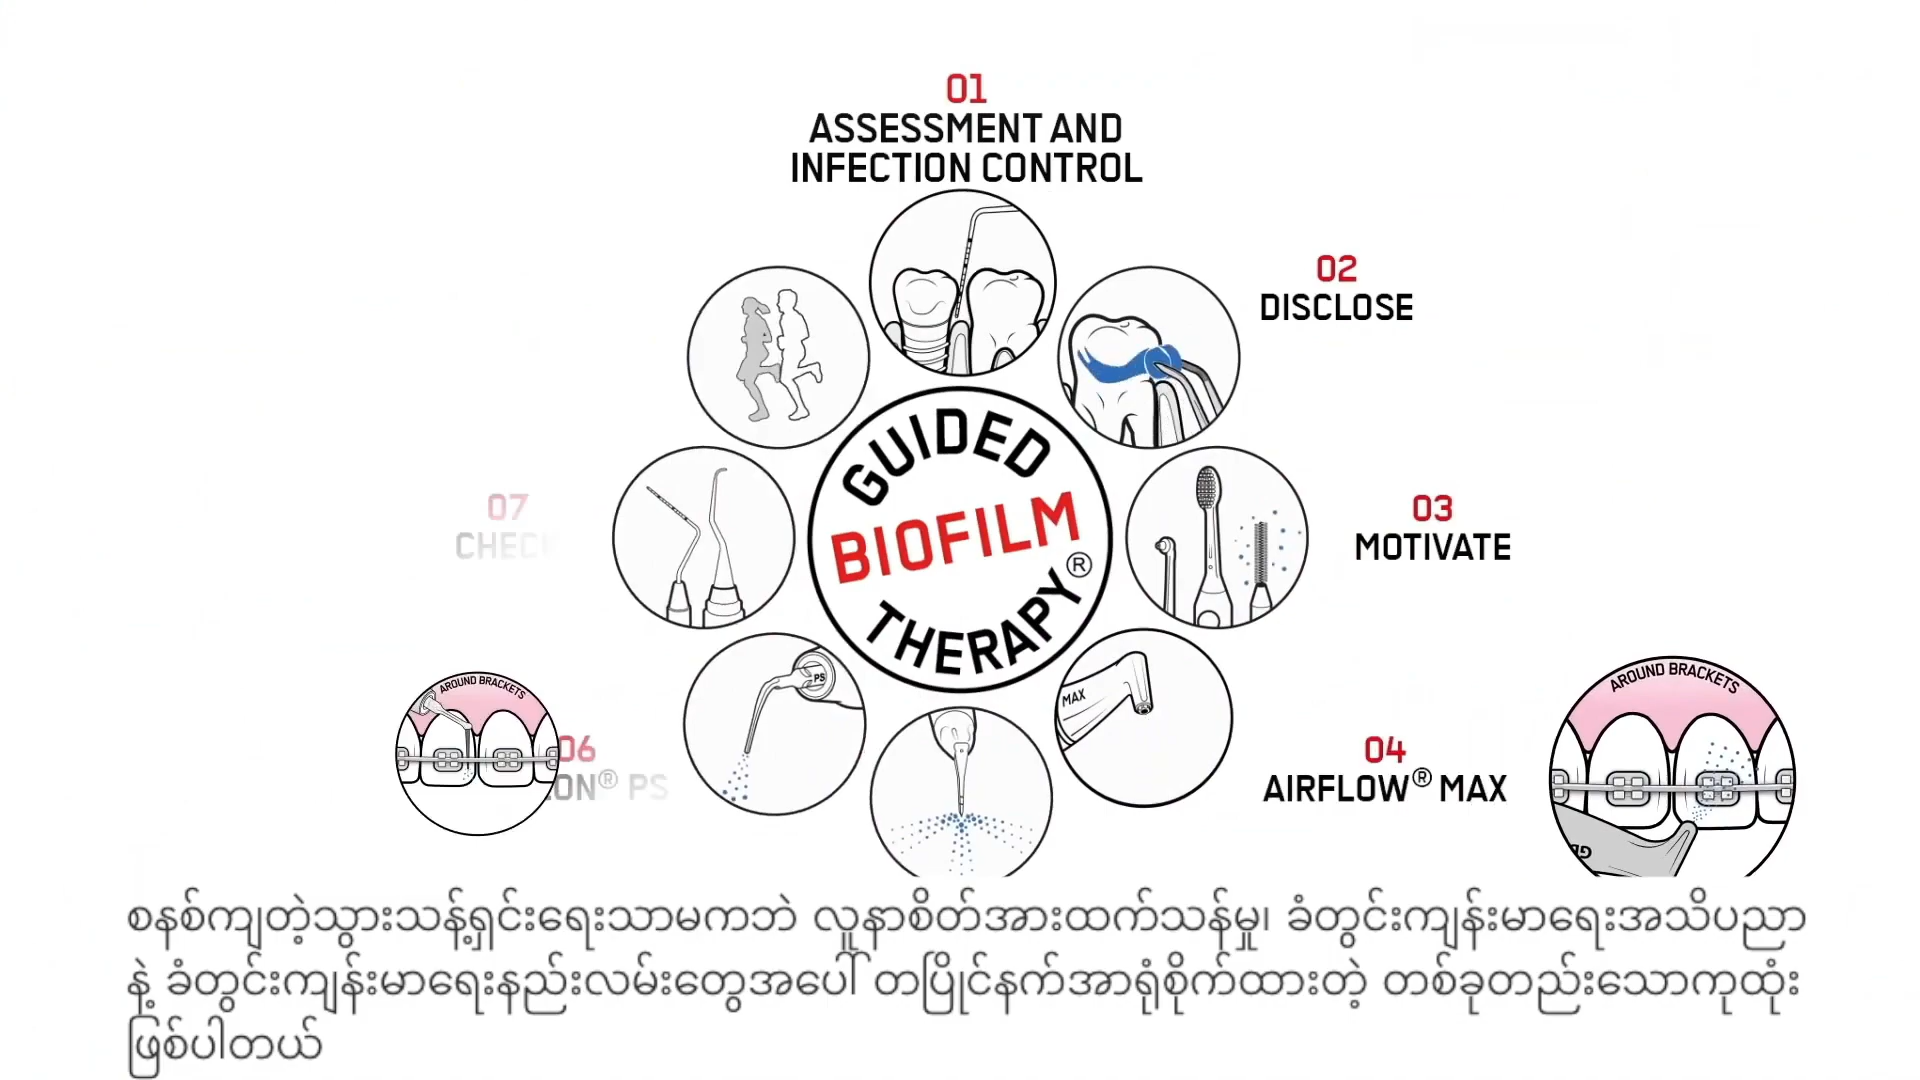 01
ASSESSMENT AND
INFECTION CONTROL
02
DISCLOSE
03
MOTIVATE
04
AIRFLOW® MAX
AROUND BRACKETS
MAX
PS
06
PS
AROUND BRACKETS
07
CHECK
GUIDED
BIOFILM
THERAPY®
စနစ်ကျတဲ့သွားသန့်ရှင်းရေးသာမကဘဲ လူနာစိတ်အားထက်သန်မှု၊ ခံတွင်းကျန်းမာရေးအသိပညာ
နဲ့ ခံတွင်းကျန်းမာရေးနည်းလမ်းတွေအပေါ် တပြိုင်နက်အာရုံစိုက်ထားတဲ့ တစ်ခုတည်းသောကုထုံး
ဖြစ်ပါတယ်